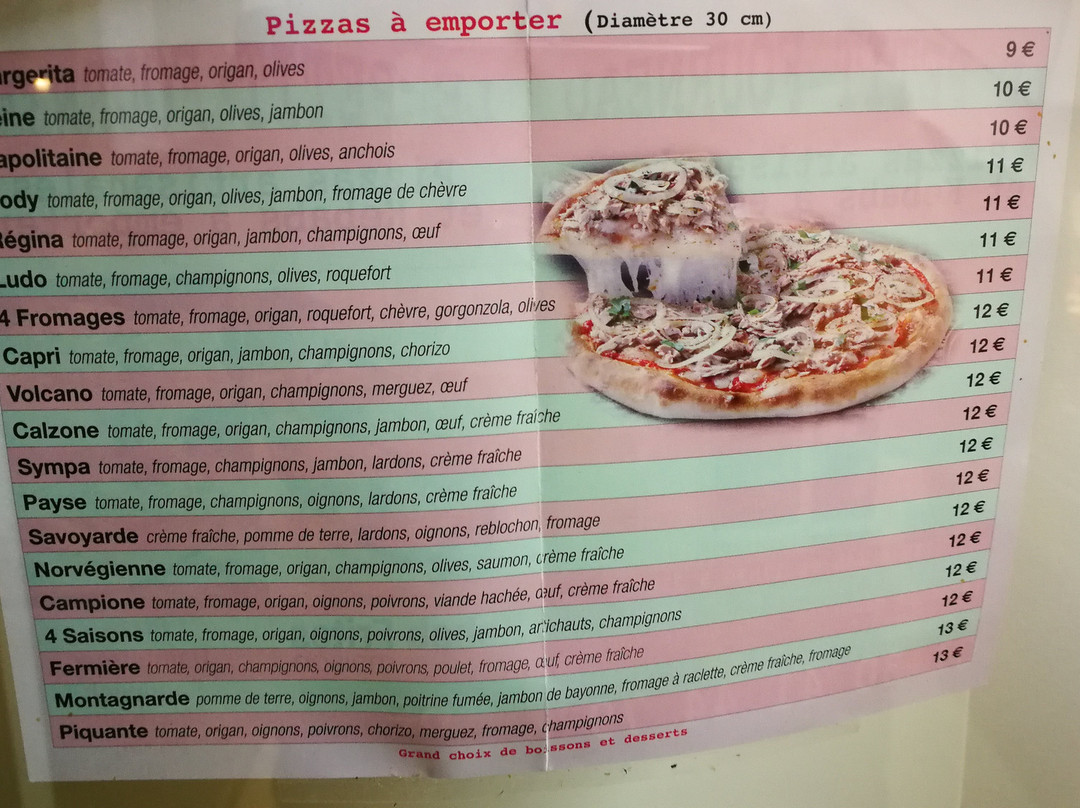 Pizzas à emporter (Diamètre 30 cm)
rgerita tomate, fromage, origan, olives 9 €
eine tomate, fromage, origan, olives, jambon 10 €
apolitaine tomate, fromage, origan, olives, anchois 10 €
ody tomate, fromage, origan, olives, jambon, fromage de chèvre 11 €
Régina tomate, fromage, origan, jambon, champignons, œuf 11 €
Ludo tomate, fromage, champignons, olives, roquefort 11 €
4 Fromages tomate, fromage, origan, roquefort, chèvre, gorgonzola, olives 11 €
Capri tomate, fromage, origan, jambon, champignons, chorizo 12 €
Volcano tomate, fromage, origan, champignons, merguez, œuf 12 €
Calzone tomate, fromage, origan, champignons, jambon, œuf, crème fraîche 12 €
Sympa tomate, fromage, champignons, jambon, lardons, crème fraîche 12 €
Payse tomate, fromage, champignons, oignons, lardons, crème fraîche 12 €
Savoyarde crème fraîche, pomme de terre, lardons, oignons, reblochon, fromage 12 €
Norvégienne tomate, fromage, origan, champignons, olives, saumon, crème fraîche 12 €
Campione tomate, fromage, origan, oignons, poivrons, viande hachée, œuf, crème fraîche 12 €
4 Saisons tomate, fromage, origan, oignons, poivrons, olives, jambon, artichauts, champignons 12 €
Fermière tomate, origan, champignons, oignons, poivrons, poulet, fromage, œuf, crème fraîche 12 €
Montagnarde pomme de terre, oignons, jambon, poitrine fumée, jambon de bayonne, fromage à raclette, crème fraîche, fromage 13 €
Piquante tomate, origan, oignons, poivrons, chorizo, merguez, fromage, champignons 13 €
Grand choix de boissons et desserts